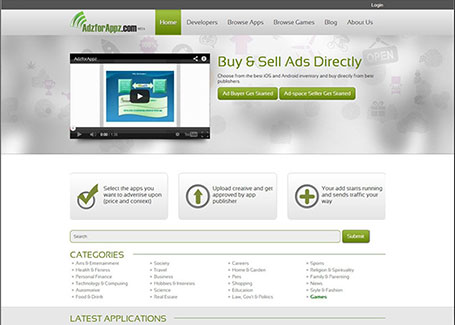 Login
AdzforAppz.com BETA
Home Developers Browse Apps Browse Games Blog About Us
AdzforAppz
Buy & Sell Ads Directly
Choose from the best iOS and Android inventory and buy directly from best
publishers.
Ad Buyer Get Started Ad-space Seller Get Started
OPEN
Select the apps you
want to advertise upon
(price and context)
Upload creative and get
approved by app
publisher
Your add starts running
and sends traffic your
way
Search Submit
CATEGORIES
Arts & Entertainment Society Careers Sports
Health & Fitness Travel Home & Garden Religion & Spirituality
Personal Finance Business Pets Family & Parenting
Technology & Computing Hobbies & Interests Shopping News
Automotive Science Education Style & Fashion
Food & Drink Real Estate Law, Gov't & Politics Games
LATEST APPLICATIONS